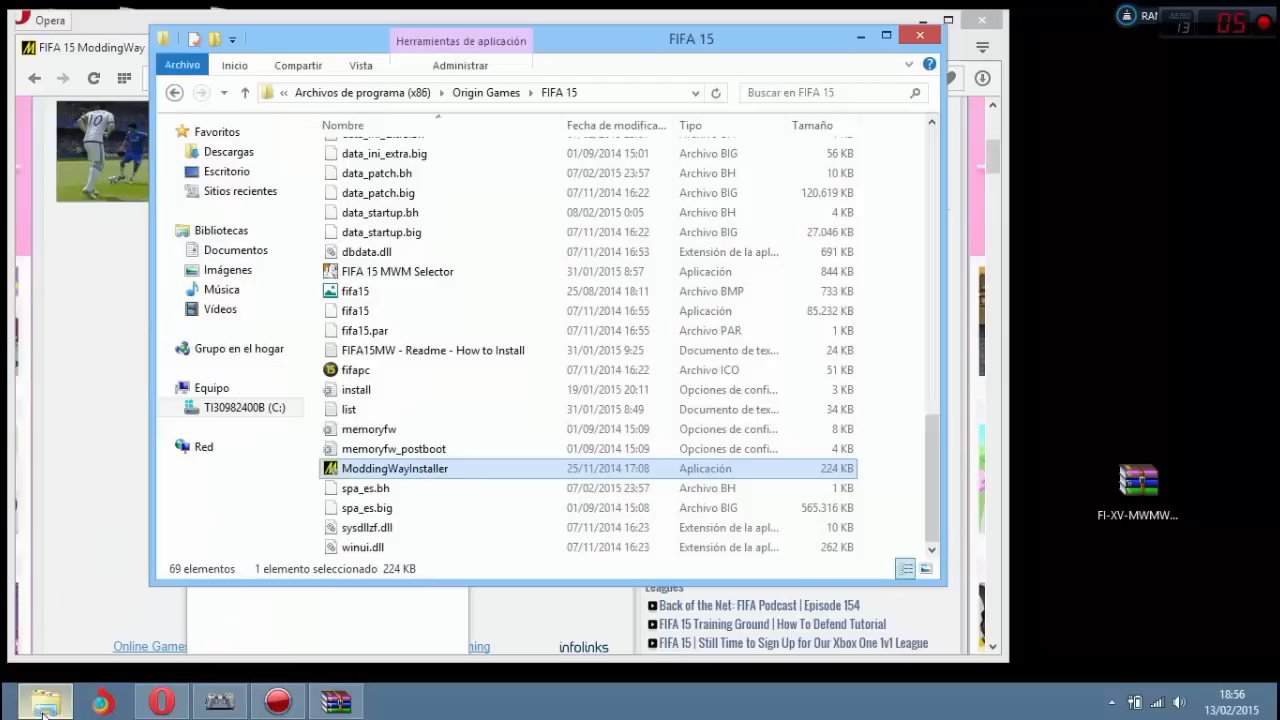 Opera
FIFA 15 ModdingWay
Herramientas de aplicación
FIFA 15
Archivo Inicio Compartir Vista Administrar
« Archivos de programa (x86) Origin Games FIFA 15
Buscar en FIFA 15
Favoritos
Descargas
Escritorio
Sitios recientes
Bibliotecas
Documentos
Imágenes
Música
Vídeos
Grupo en el hogar
Equipo
TI30982400B (C:)
Red
Nombre Fecha de modifica... Tipo Tamaño
data_ini_extra.big 01/09/2014 15:01 Archivo BIG 56 KB
data_patch.bh 07/02/2015 23:57 Archivo BH 10 KB
data_patch.big 07/11/2014 16:22 Archivo BIG 120.619 KB
data_startup.bh 08/02/2015 0:05 Archivo BH 4 KB
data_startup.big 07/11/2014 16:22 Archivo BIG 27.046 KB
dbdata.dll 07/11/2014 16:53 Extensión de la apl... 691 KB
FIFA 15 MWM Selector 31/01/2015 8:57 Aplicación 844 KB
fifa15 25/08/2014 18:11 Archivo BMP 733 KB
fifa15 07/11/2014 16:55 Aplicación 85.232 KB
fifa15.par 07/11/2014 16:55 Archivo PAR 1 KB
FIFA15MW - Readme - How to Install 31/01/2015 9:25 Documento de tex... 24 KB
fifapc 07/11/2014 16:22 Archivo ICO 51 KB
install 19/01/2015 20:11 Opciones de confi... 3 KB
list 31/01/2015 8:49 Documento de tex... 34 KB
memoryfw 01/09/2014 15:09 Opciones de confi... 8 KB
memoryfw_postboot 01/09/2014 15:09 Opciones de confi... 4 KB
ModdingWayInstaller 25/11/2014 17:08 Aplicación 224 KB
spa_es.bh 07/02/2015 23:57 Archivo BH 1 KB
spa_es.big 01/09/2014 15:08 Archivo BIG 565.316 KB
sysdllzf.dll 07/11/2014 16:23 Extensión de la apl... 10 KB
winui.dll 07/11/2014 16:23 Extensión de la apl... 262 KB
69 elementos 1 elemento seleccionado 224 KB
Back of the Net: FIFA Podcast | Episode 154
FIFA 15 Training Ground | How To Defend Tutorial
FIFA 15 | Still Time to Sign Up for Our Xbox One 1v1 League
Online Games
infolinks
FI-XV-MWMW...
AERO
13
05
18:56
13/02/2015